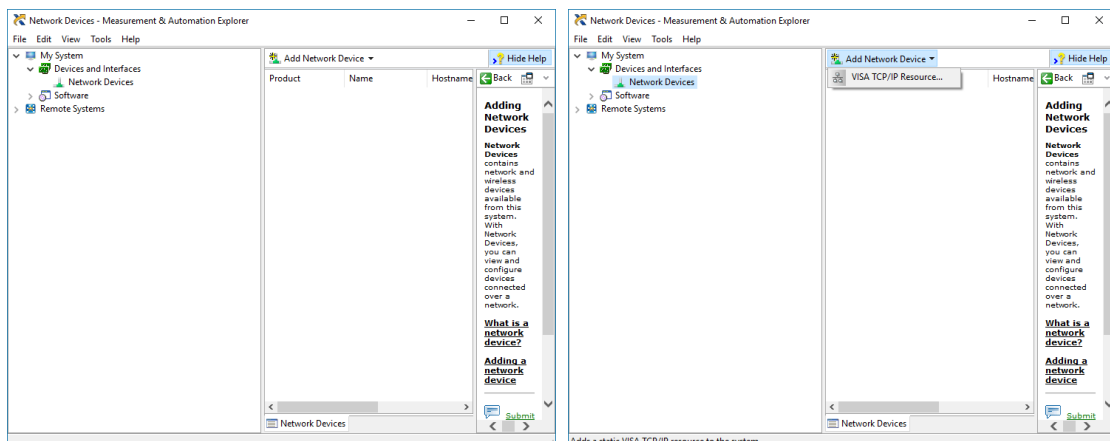 Network Devices - Measurement & Automation Explorer
File Edit View Tools Help
My System
Devices and Interfaces
Network Devices
Software
Remote Systems
Add Network Device
Hide Help
Product Name Hostname
Back
Adding
Network
Devices
Network
Devices
contains
network and
wireless
devices
available
from this
system.
With
Network
Devices,
you can
view and
configure
devices
connected
over a
network.
What is a
network
device?
Adding a
network
device
Submit
Network Devices
Network Devices - Measurement & Automation Explorer
File Edit View Tools Help
My System
Devices and Interfaces
Network Devices
Software
Remote Systems
Add Network Device
Hide Help
VISA TCP/IP Resource...
Hostname
Back
Adding
Network
Devices
Network
Devices
contains
network and
wireless
devices
available
from this
system.
With
Network
Devices,
you can
view and
configure
devices
connected
over a
network.
What is a
network
device?
Adding a
network
device
Submit
Network Devices
Adds a static VISA TCP/IP resource to the system